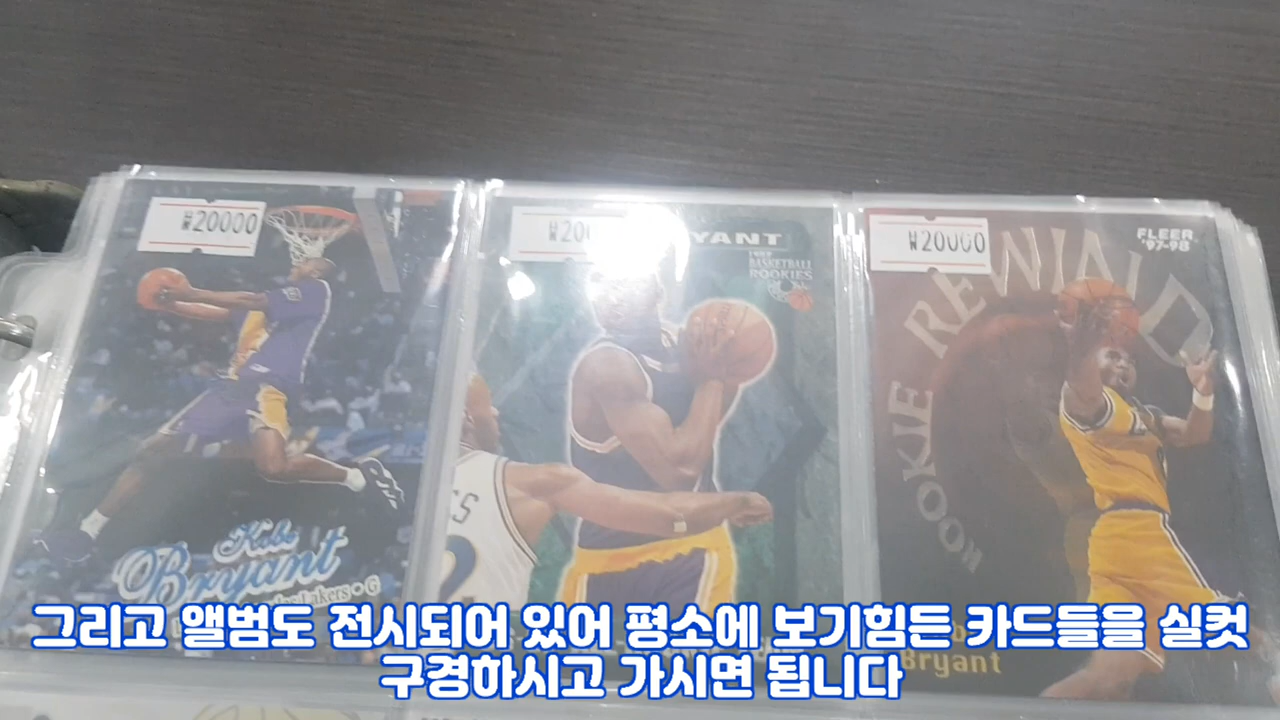 ₩20000
Kobe
Bryant
Lakers • G
₩20
YANT
BASKETBALL
ROOKIES
₩20000
FLEER
'97-98
ROOKIE REWIND
Bryant
그리고 앨범도 전시되어 있어 평소에 보기힘든 카드들을 실컷
구경하시고 가시면 됩니다